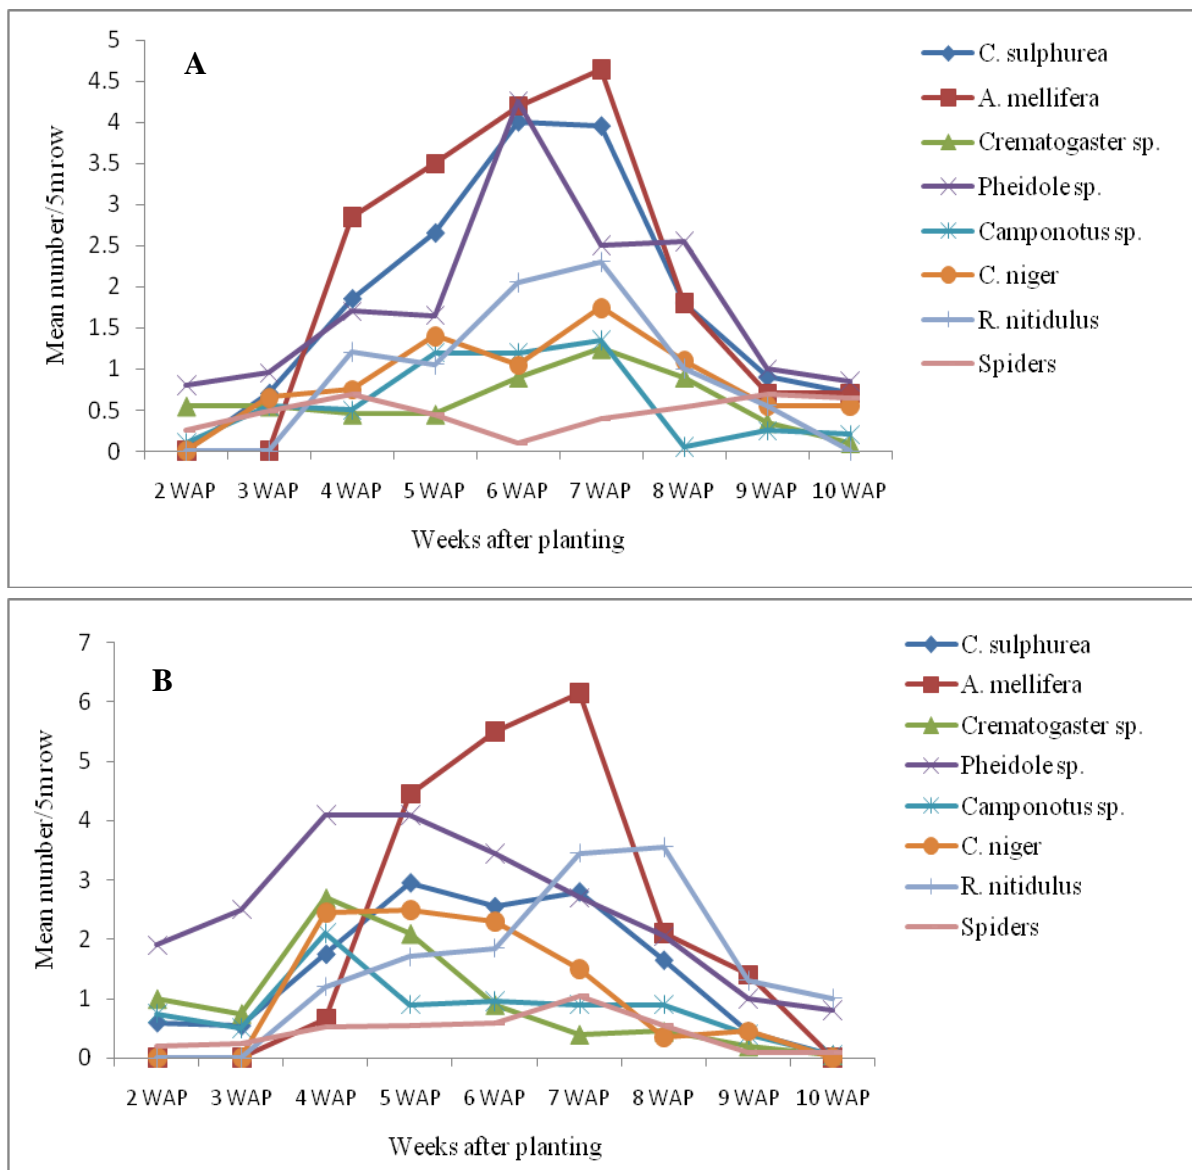 A
5
4.5
4
3.5
3
2.5
2
1.5
1
0.5
0
Mean number/5mrow
2 WAP 3 WAP 4 WAP 5 WAP 6 WAP 7 WAP 8 WAP 9 WAP 10 WAP
Weeks after planting
C. sulphurea
A. mellifera
Crematogaster sp.
Pheidole sp.
Camponotus sp.
C. niger
R. nitidulus
Spiders
B
7
6
5
4
3
2
1
0
Mean number/5mrow
2 WAP 3 WAP 4 WAP 5 WAP 6 WAP 7 WAP 8 WAP 9 WAP 10 WAP
Weeks after planting
C. sulphurea
A. mellifera
Crematogaster sp.
Pheidole sp.
Camponotus sp.
C. niger
R. nitidulus
Spiders